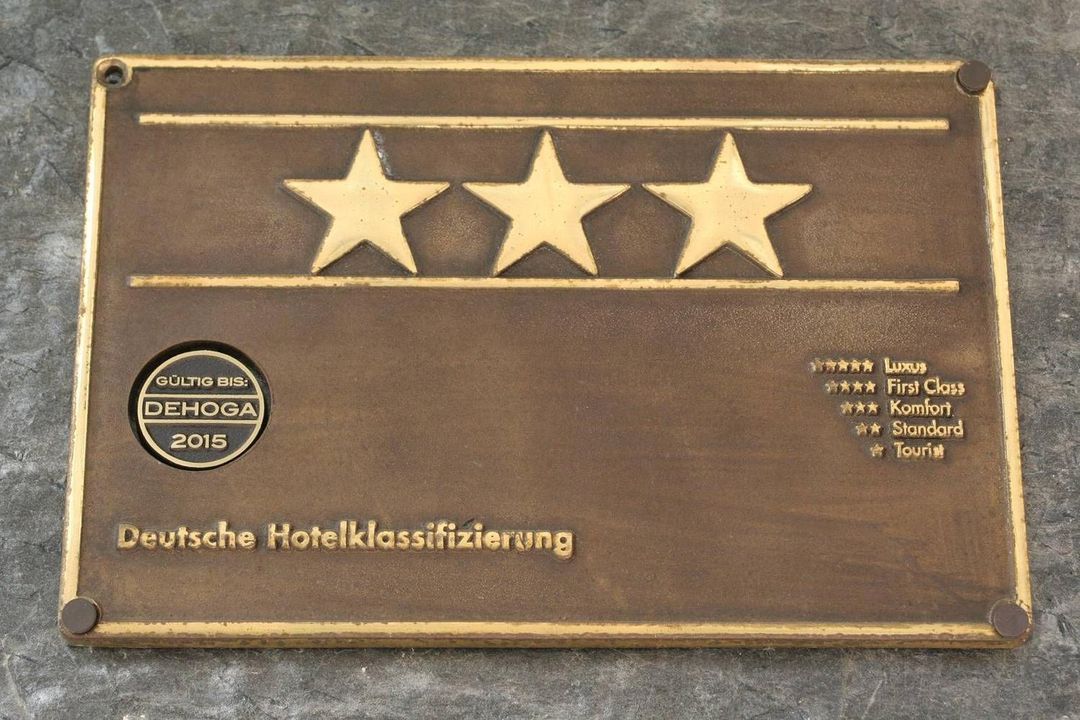 GÜLTIG BIS:
DEHOGA
2015
Luxus
First Class
Komfort
Standard
Tourist
Deutsche Hotelklassifizierung